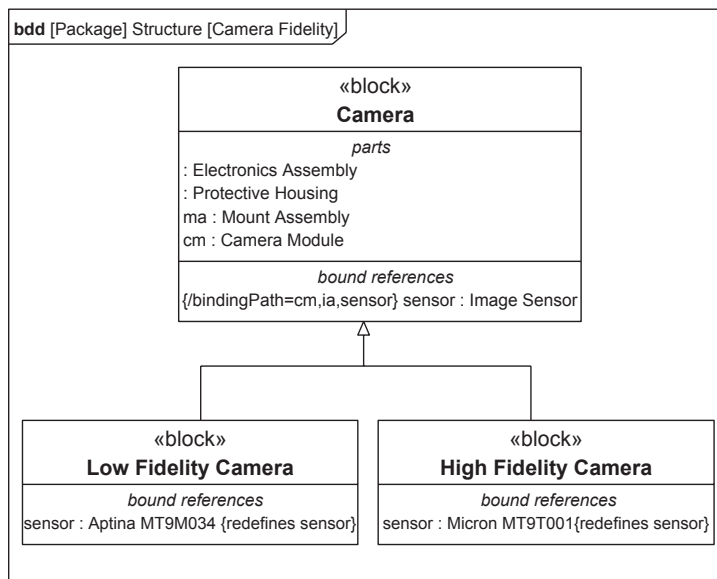 bdd [Package] Structure [Camera Fidelity]
«block»
Camera
parts
: Electronics Assembly
: Protective Housing
ma : Mount Assembly
cm : Camera Module
bound references
{/bindingPath=cm,ia,sensor} sensor : Image Sensor
«block»
Low Fidelity Camera
bound references
sensor : Aptina MT9M034 {redefines sensor}
«block»
High Fidelity Camera
bound references
sensor : Micron MT9T001{redefines sensor}